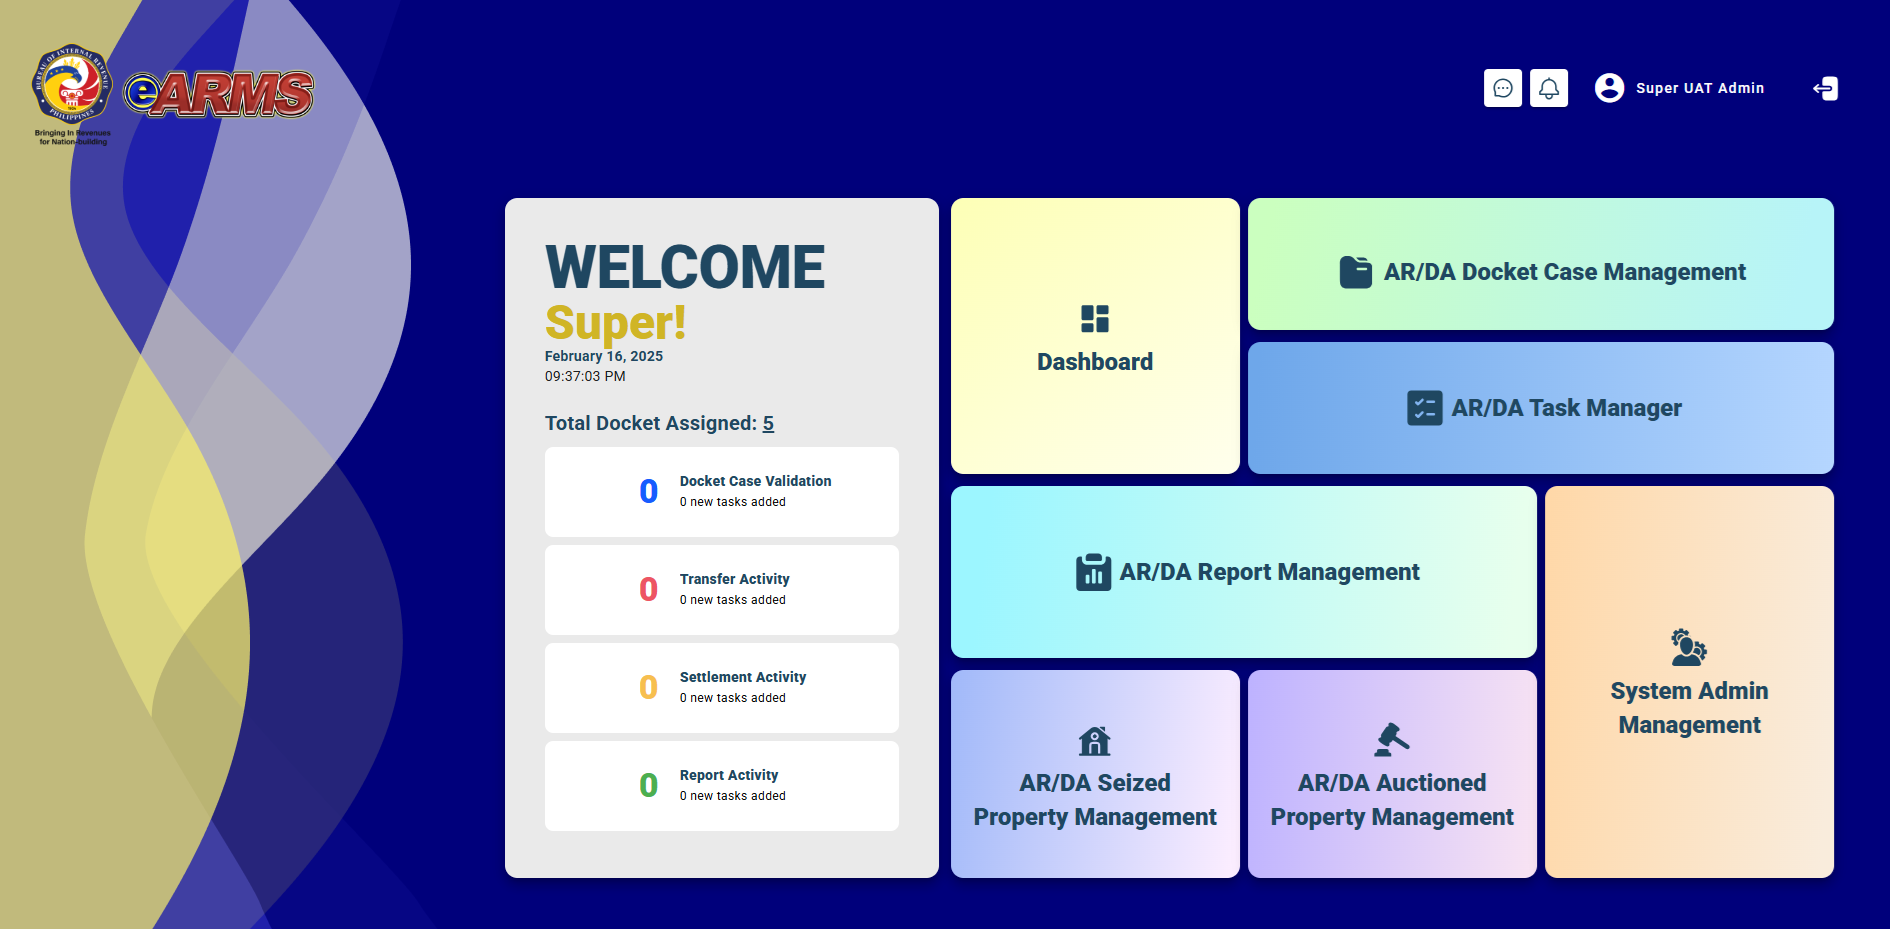 BUREAU OF INTERNAL REVENUE
PHILIPPINES
1904
Bringing In Revenues
for Nation-building
eARMS
Super UAT Admin
WELCOME
Super!
February 16, 2025
09:37:03 PM
Total Docket Assigned: 5
0
Docket Case Validation
0 new tasks added
0
Transfer Activity
0 new tasks added
0
Settlement Activity
0 new tasks added
0
Report Activity
0 new tasks added
Dashboard
AR/DA Docket Case Management
AR/DA Task Manager
AR/DA Report Management
AR/DA Seized
Property Management
AR/DA Auctioned
Property Management
System Admin
Management